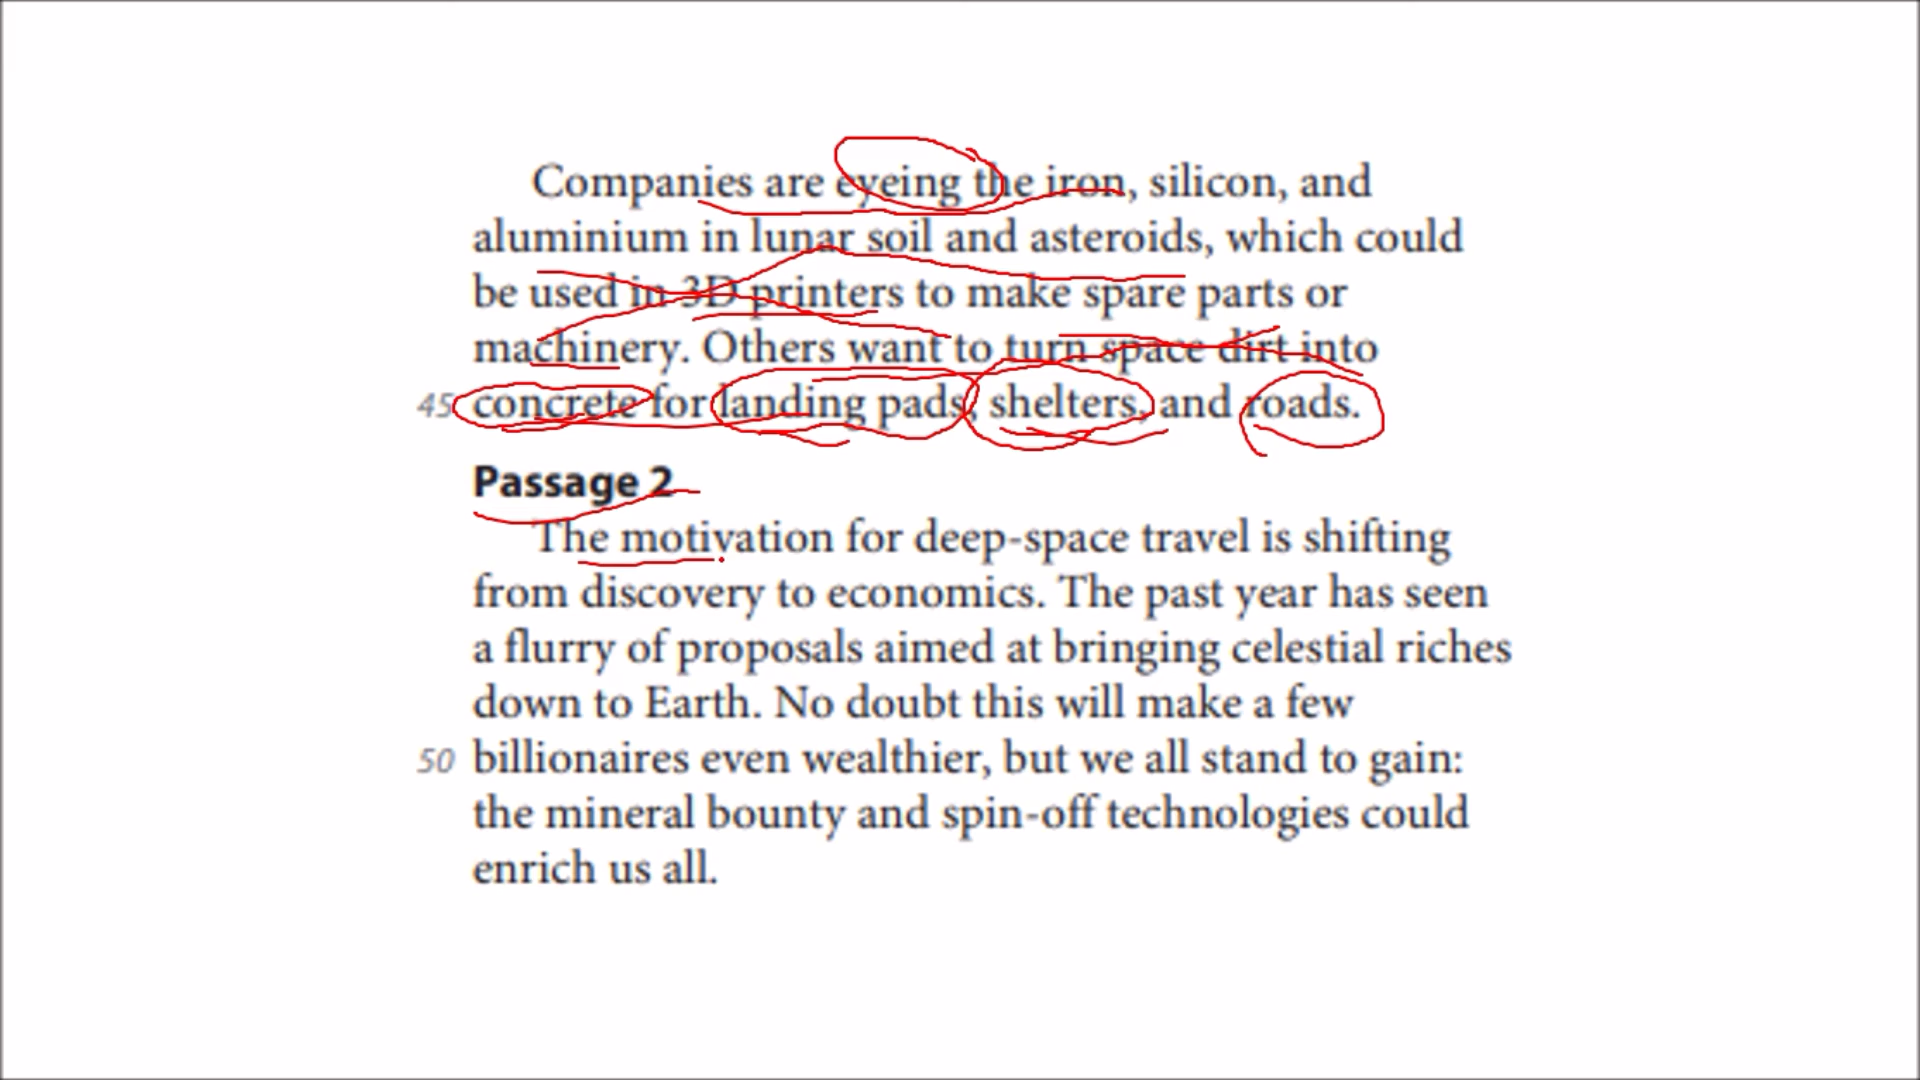 Companies are eyeing the iron, silicon, and
aluminium in lunar soil and asteroids, which could
be used in 3D printers to make spare parts or
machinery. Others want to turn space dirt into
45 concrete for landing pads, shelters, and roads.
Passage 2
The motivation for deep-space travel is shifting
from discovery to economics. The past year has seen
a flurry of proposals aimed at bringing celestial riches
down to Earth. No doubt this will make a few
50 billionaires even wealthier, but we all stand to gain:
the mineral bounty and spin-off technologies could
enrich us all.